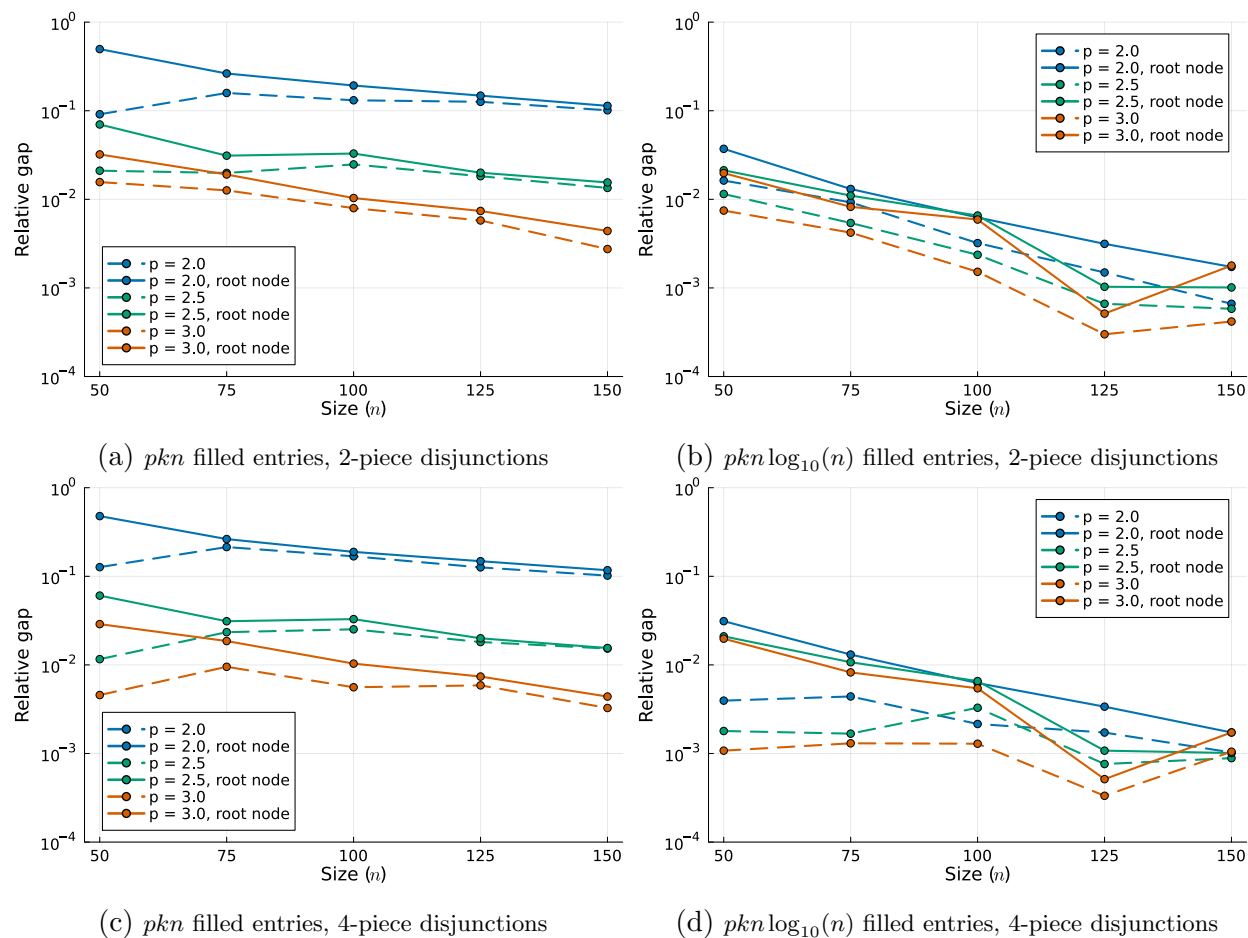 10⁰
10⁻¹
10⁻²
10⁻³
10⁻⁴
Relative gap
p = 2.0
p = 2.0, root node
p = 2.5
p = 2.5, root node
p = 3.0
p = 3.0, root node
50 75 100 125 150
Size (n)
(a) pkn filled entries, 2-piece disjunctions
10⁰
10⁻¹
10⁻²
10⁻³
10⁻⁴
Relative gap
p = 2.0
p = 2.0, root node
p = 2.5
p = 2.5, root node
p = 3.0
p = 3.0, root node
50 75 100 125 150
Size (n)
(b) pkn log₁₀(n) filled entries, 2-piece disjunctions
10⁰
10⁻¹
10⁻²
10⁻³
10⁻⁴
Relative gap
p = 2.0
p = 2.0, root node
p = 2.5
p = 2.5, root node
p = 3.0
p = 3.0, root node
50 75 100 125 150
Size (n)
(c) pkn filled entries, 4-piece disjunctions
10⁰
10⁻¹
10⁻²
10⁻³
10⁻⁴
Relative gap
p = 2.0
p = 2.0, root node
p = 2.5
p = 2.5, root node
p = 3.0
p = 3.0, root node
50 75 100 125 150
Size (n)
(d) pkn log₁₀(n) filled entries, 4-piece disjunctions